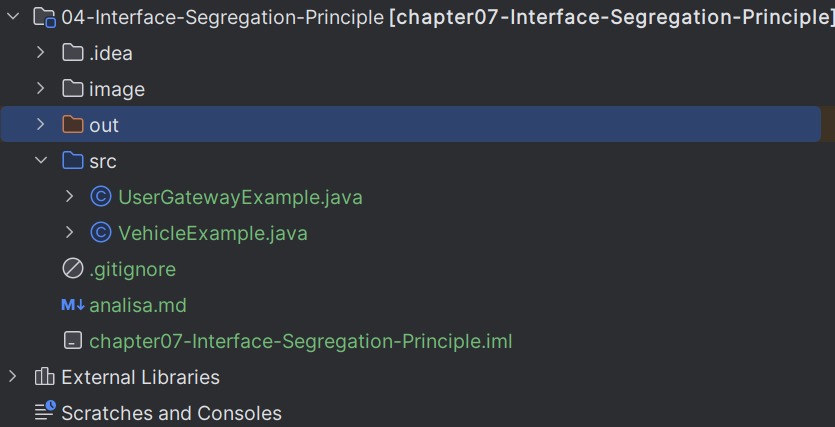 04-Interface-Segregation-Principle [chapter07-Interface-Segregation-Principle]
.idea
image
out
src
C UserGatewayExample.java
C VehicleExample.java
.gitignore
M↓ analisa.md
chapter07-Interface-Segregation-Principle.iml
External Libraries
Scratches and Consoles